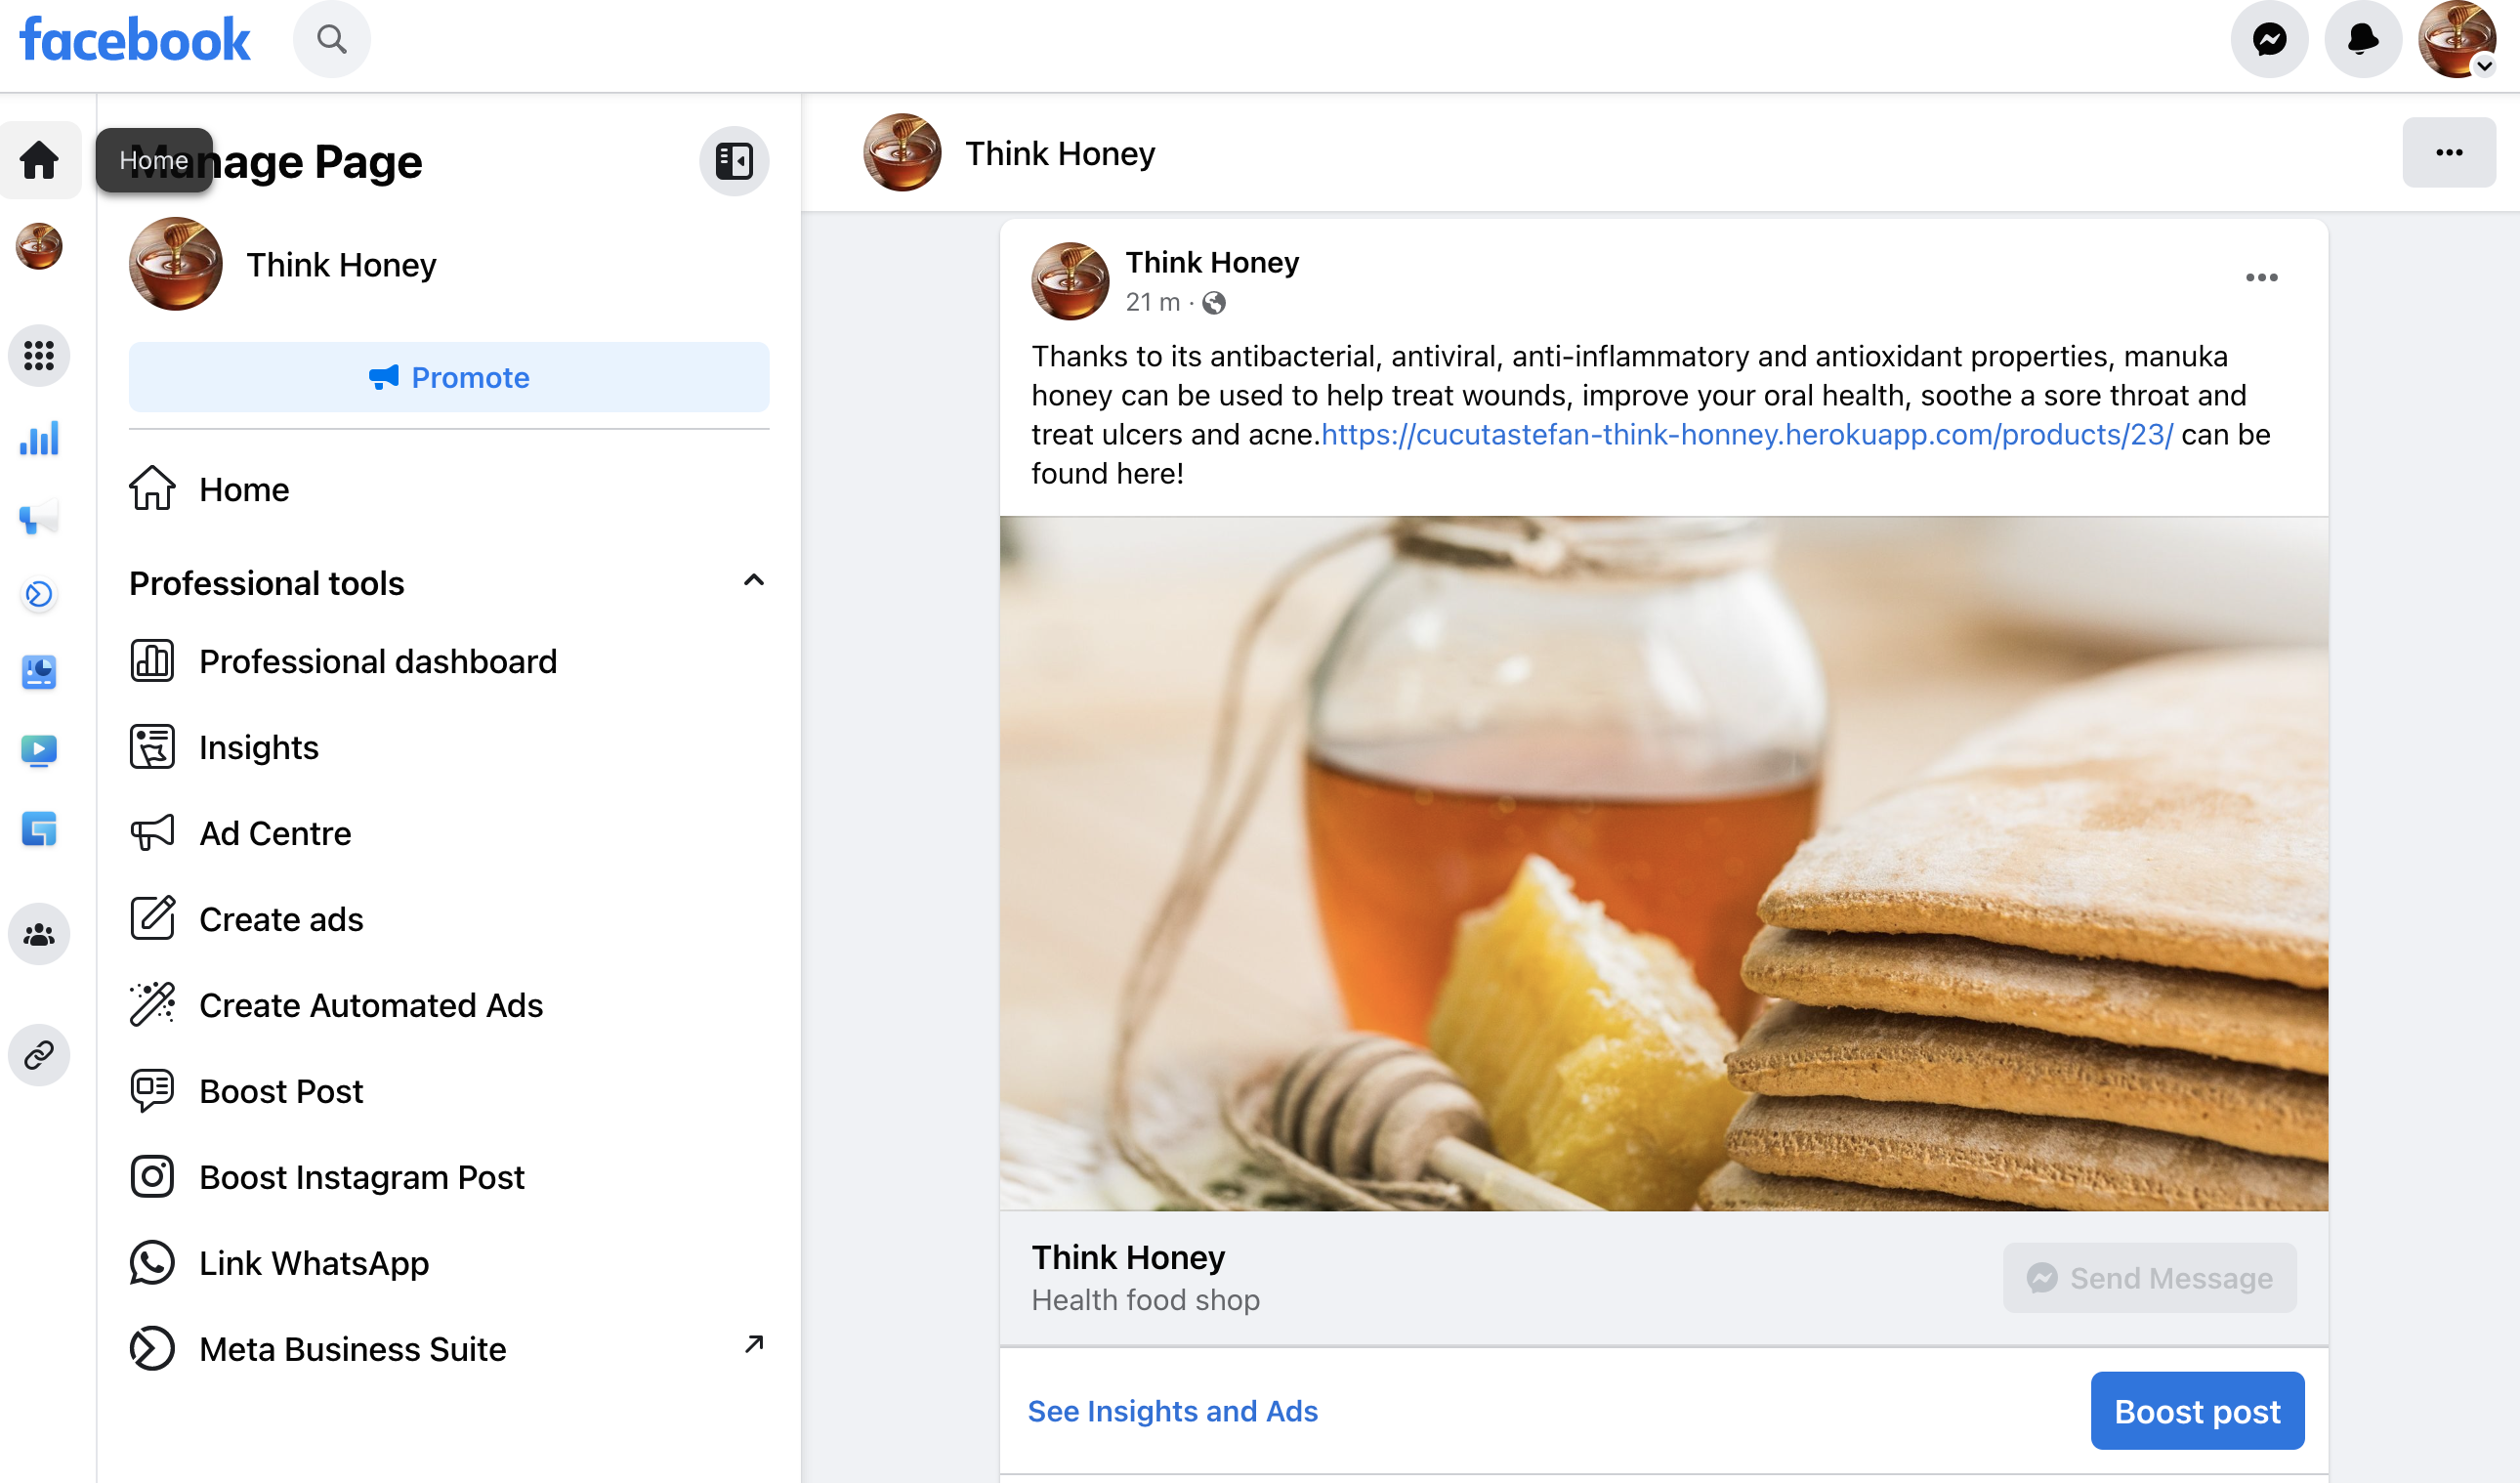 facebook
Home
Manage Page
Think Honey
Promote
Home
Professional tools
Professional dashboard
Insights
Ad Centre
Create ads
Create Automated Ads
Boost Post
Boost Instagram Post
Link WhatsApp
Meta Business Suite
Think Honey
Think Honey
21 m ·
Thanks to its antibacterial, antiviral, anti-inflammatory and antioxidant properties, manuka
honey can be used to help treat wounds, improve your oral health, soothe a sore throat and
treat ulcers and acne.https://cucutastefan-think-honney.herokuapp.com/products/23/ can be
found here!
Think Honey
Health food shop
Send Message
See Insights and Ads
Boost post